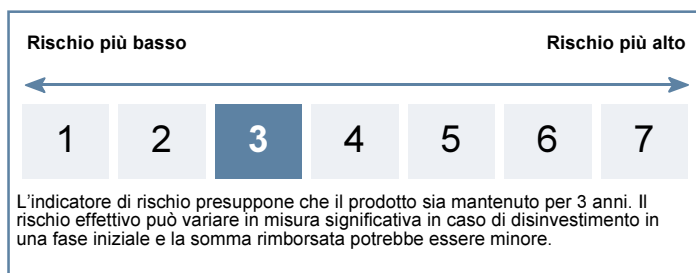 Rischio più basso Rischio più alto
1 2 3 4 5 6 7
L'indicatore di rischio presuppone che il prodotto sia mantenuto per 3 anni. Il
rischio effettivo può variare in misura significativa in caso di disinvestimento in
una fase iniziale e la somma rimborsata potrebbe essere minore.